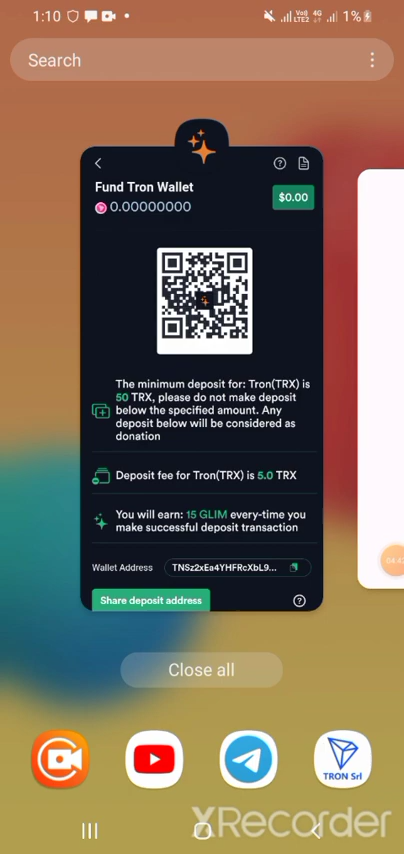 1:10
Vo)) 4G
LTE2
1%
Search
Fund Tron Wallet
0.00000000
$0.00
The minimum deposit for: Tron(TRX) is
50 TRX, please do not make deposit
below the specified amount. Any
deposit below will be considered as
donation
Deposit fee for Tron(TRX) is 5.0 TRX
You will earn: 15 GLIM every-time you
make successful deposit transaction
Wallet Address
TNSz2xEa4YHFRcXbL9...
Share deposit address
Close all
TRON Srl
XRecorder